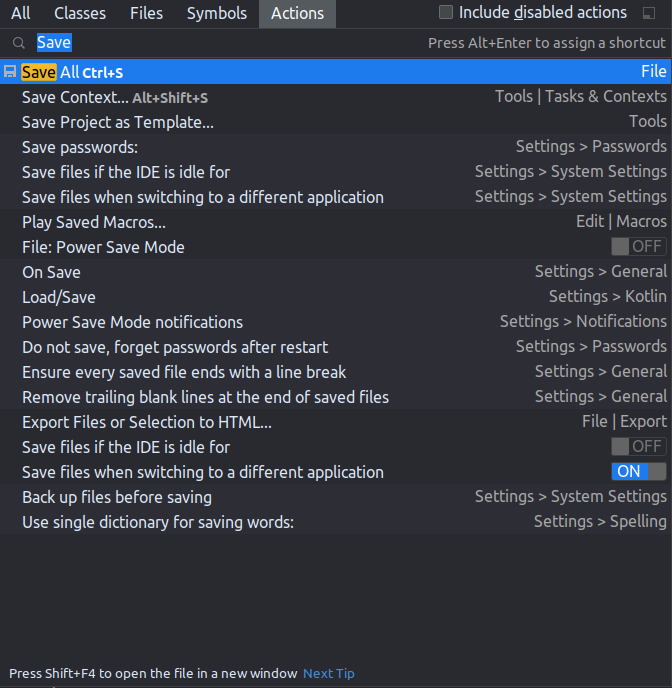 All Classes Files Symbols Actions Include disabled actions
Save Press Alt+Enter to assign a shortcut
Save All Ctrl+S File
Save Context... Alt+Shift+S Tools | Tasks & Contexts
Save Project as Template... Tools
Save passwords: Settings > Passwords
Save files if the IDE is idle for Settings > System Settings
Save files when switching to a different application Settings > System Settings
Play Saved Macros... Edit | Macros
File: Power Save Mode OFF
On Save Settings > General
Load/Save Settings > Kotlin
Power Save Mode notifications Settings > Notifications
Do not save, forget passwords after restart Settings > Passwords
Ensure every saved file ends with a line break Settings > General
Remove trailing blank lines at the end of saved files Settings > General
Export Files or Selection to HTML... File | Export
Save files if the IDE is idle for OFF
Save files when switching to a different application ON
Back up files before saving Settings > System Settings
Use single dictionary for saving words: Settings > Spelling
Press Shift+F4 to open the file in a new window Next Tip